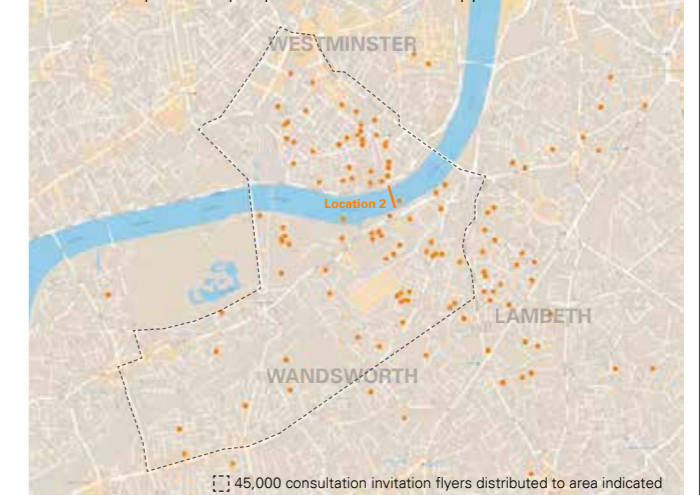 WESTMINSTER
Location 2
LAMBETH
WANDSWORTH
45,000 consultation invitation flyers distributed to area indicated